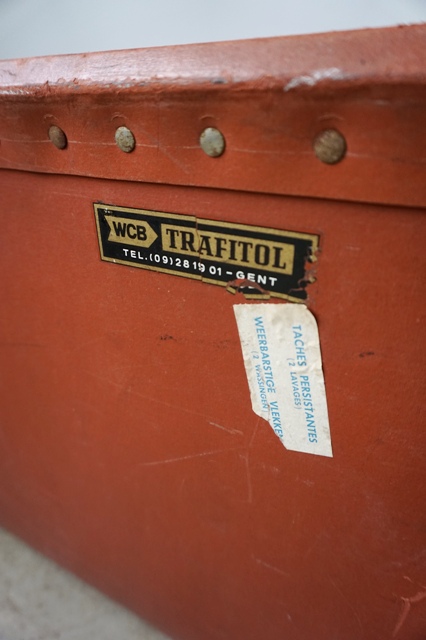 WCB TRAFITOL
TEL.(09)28 19 01-GENT
TACHES PERSISTANTES
(2 LAVAGES)
WEERBARSTIGE VLEKKEN
(2 WASSINGEN)